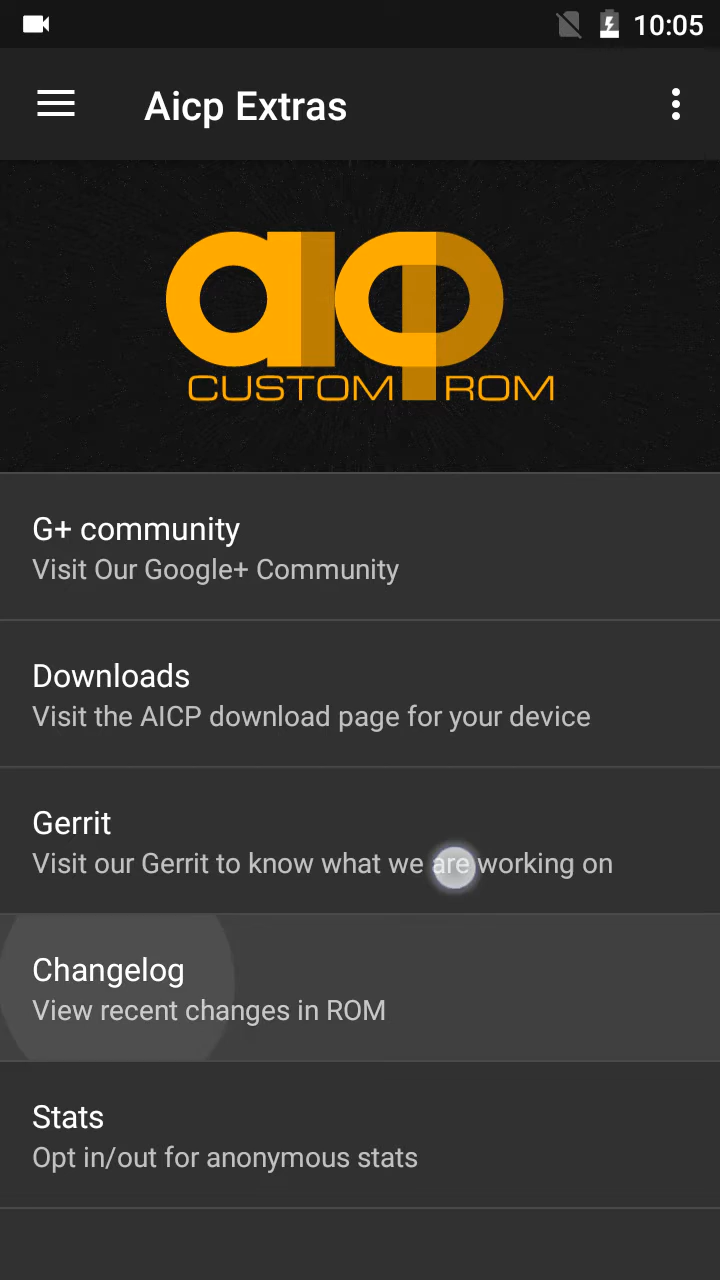 10:05
Aicp Extras
aicp
CUSTOM ROM
G+ community
Visit Our Google+ Community
Downloads
Visit the AICP download page for your device
Gerrit
Visit our Gerrit to know what we are working on
Changelog
View recent changes in ROM
Stats
Opt in/out for anonymous stats